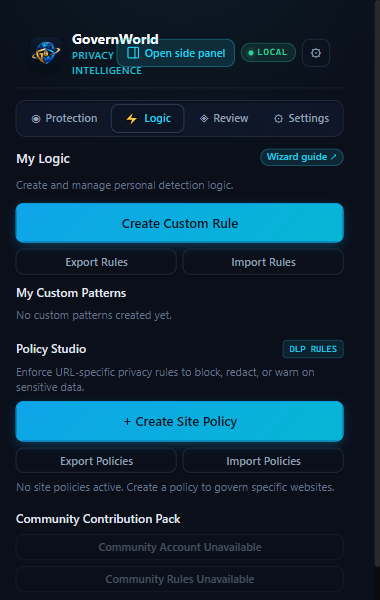 GovernWorld
PRIVACY
INTELLIGENCE
Open side panel
LOCAL
Protection
Logic
Review
Settings
My Logic
Wizard guide ↗
Create and manage personal detection logic.
Create Custom Rule
Export Rules
Import Rules
My Custom Patterns
No custom patterns created yet.
Policy Studio
DLP RULES
Enforce URL-specific privacy rules to block, redact, or warn on
sensitive data.
+ Create Site Policy
Export Policies
Import Policies
No site policies active. Create a policy to govern specific websites.
Community Contribution Pack
Community Account Unavailable
Community Rules Unavailable